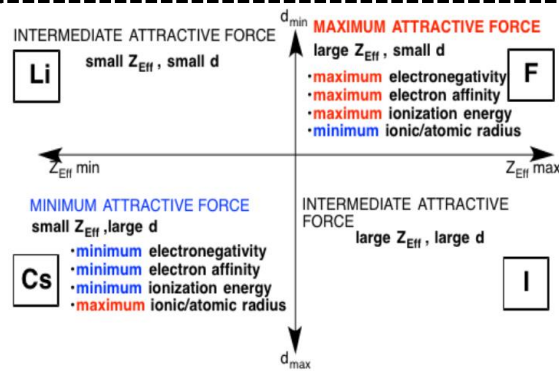 d_min
INTERMEDIATE ATTRACTIVE FORCE
small Z_Eff , small d
Li
MAXIMUM ATTRACTIVE FORCE
large Z_Eff , small d
•maximum electronegativity
•maximum electron affinity
•maximum ionization energy
•minimum ionic/atomic radius
F
Z_Eff min
Z_Eff max
MINIMUM ATTRACTIVE FORCE
small Z_Eff ,large d
•minimum electronegativity
•minimum electron affinity
•minimum ionization energy
•maximum ionic/atomic radius
Cs
INTERMEDIATE ATTRACTIVE
FORCE
large Z_Eff , large d
I
d_max